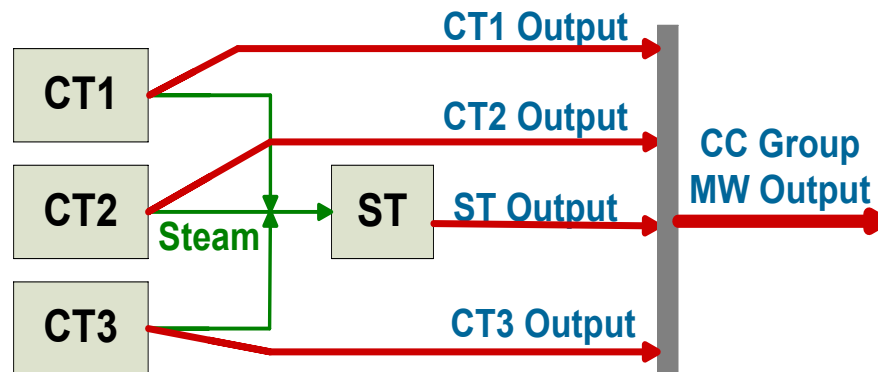 CT1 Output
CT1
CT2 Output
CC Group
MW Output
CT2
ST
ST Output
Steam
CT3
CT3 Output